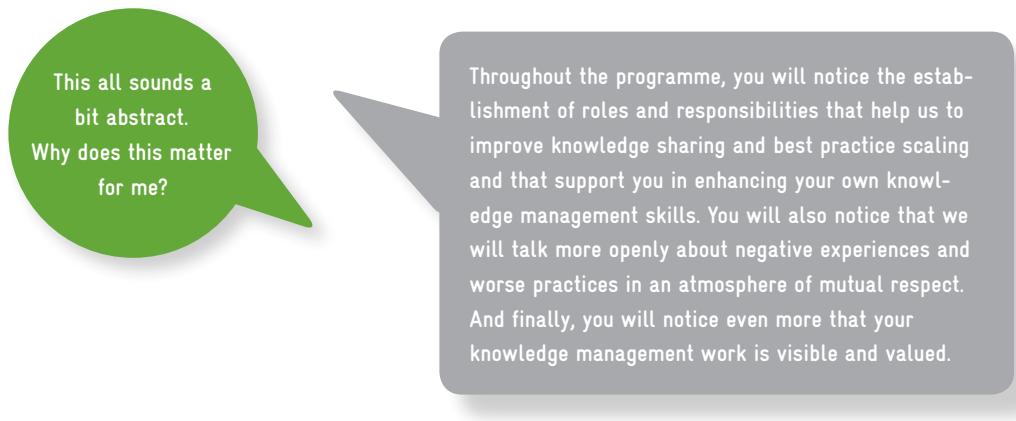 This all sounds a
bit abstract.
Why does this matter
for me?
Throughout the programme, you will notice the estab-
lishment of roles and responsibilities that help us to
improve knowledge sharing and best practice scaling
and that support you in enhancing your own knowl-
edge management skills. You will also notice that we
will talk more openly about negative experiences and
worse practices in an atmosphere of mutual respect.
And finally, you will notice even more that your
knowledge management work is visible and valued.